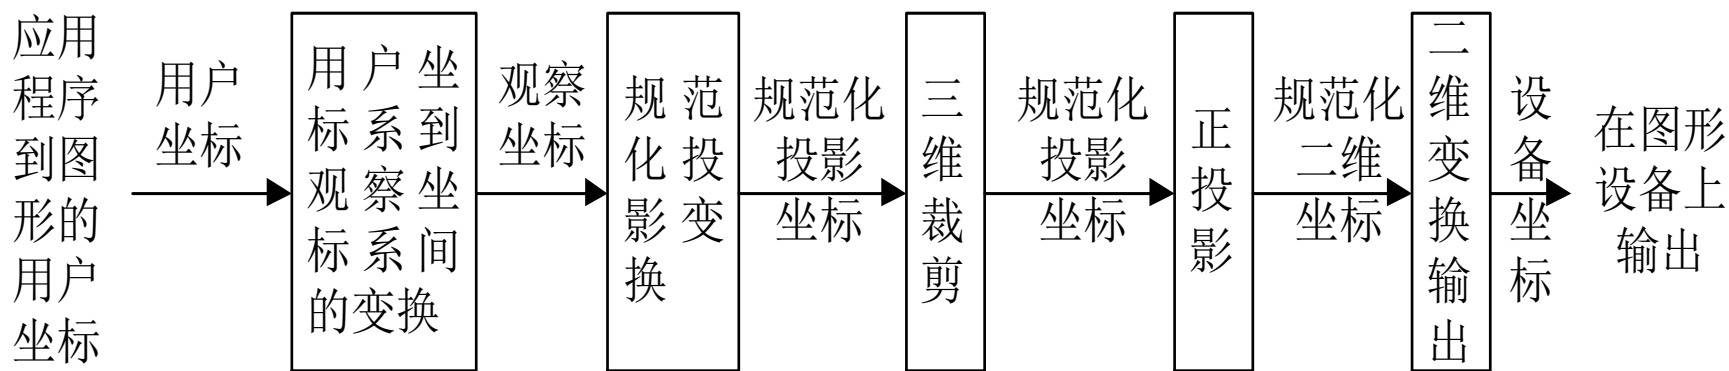 应用
程序
到图
形的
用户
坐标
用户
坐标
用户坐
标系到
观察坐
标系间
的变换
观察
坐标
规范
化投
影变
换
规范化
投影
坐标
三
维
裁
剪
规范化
投影
坐标
正
投
影
规范化
二维
坐标
二
维
变
换
输
出
设
备
坐
标
在图形
设备上
输出